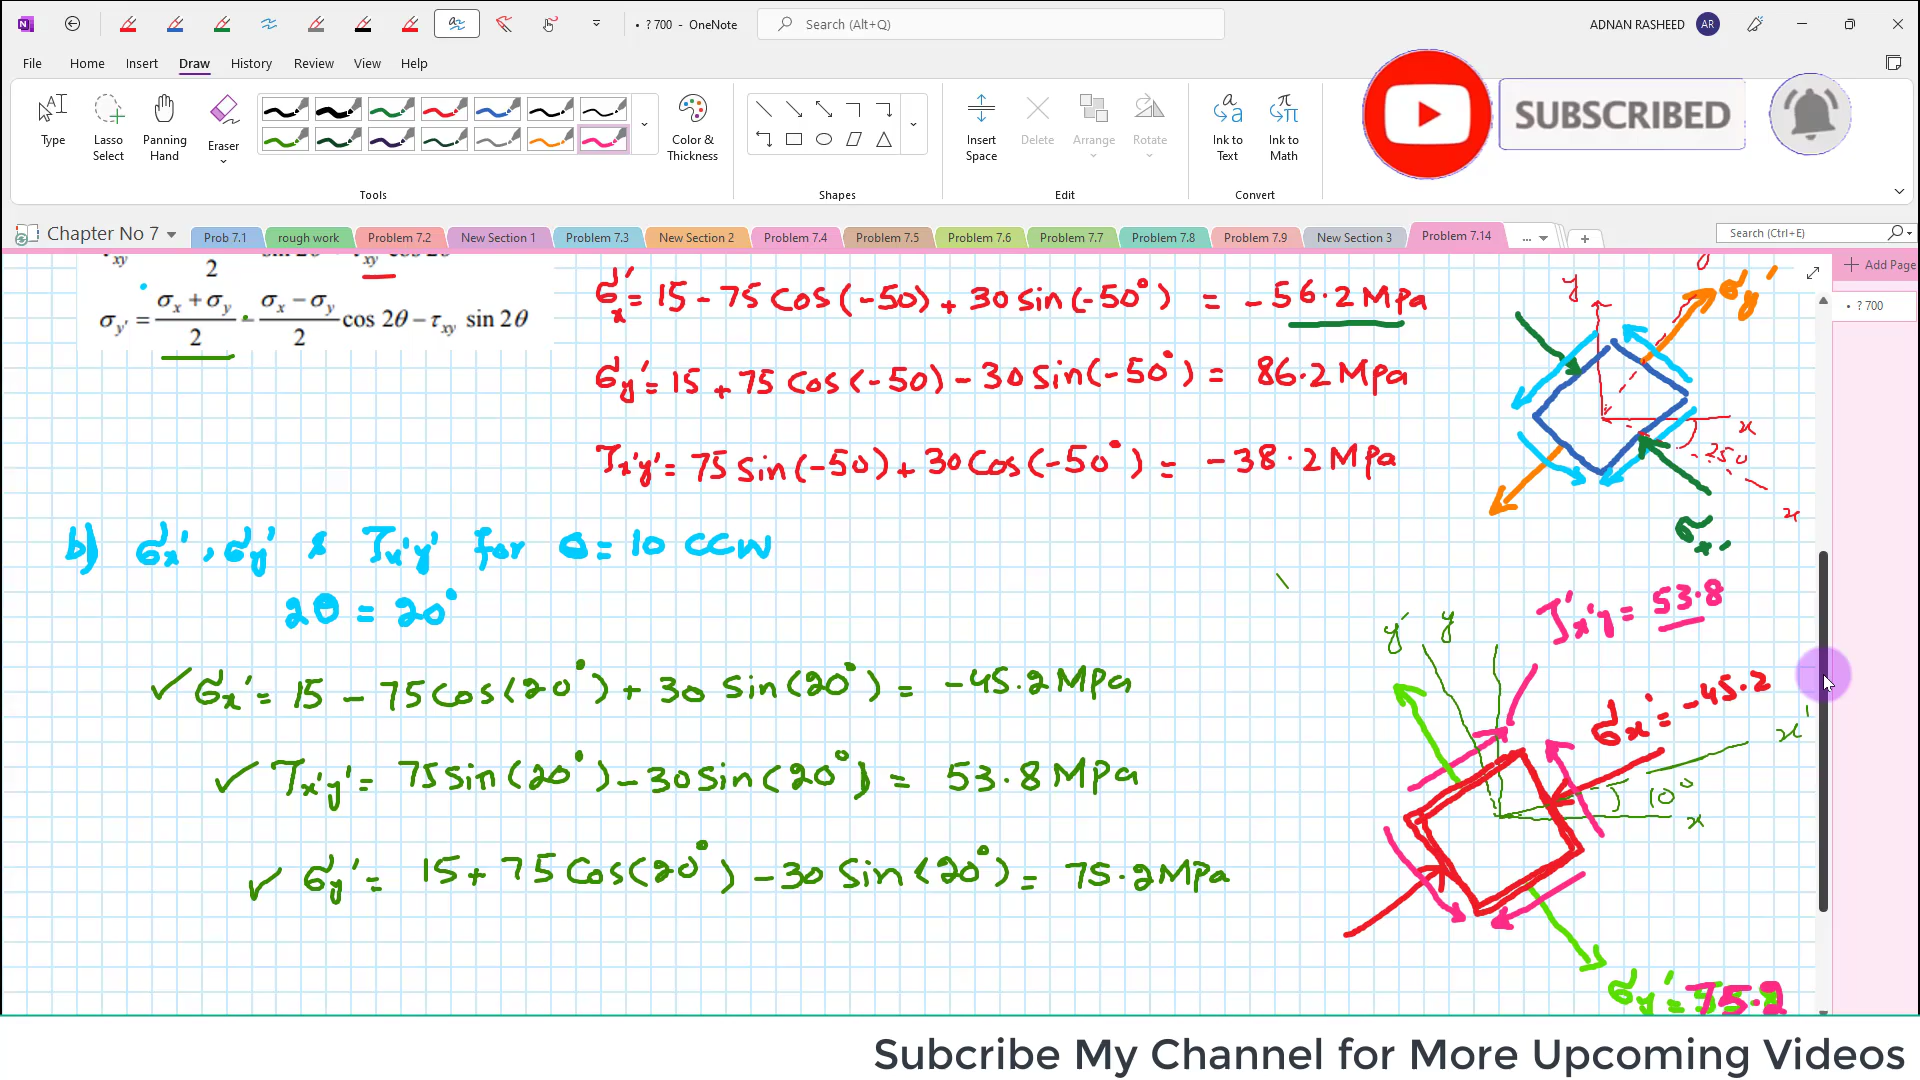 ? 700 - OneNote
Search (Alt+Q)
ADNAN RASHEED
AR
File Home Insert Draw History Review View Help
Type
Lasso Select
Panning Hand
Eraser
Color & Thickness
Insert Space
Delete
Arrange
Rotate
Ink to Text
Ink to Math
Tools
Shapes
Edit
Convert
SUBSCRIBED
Chapter No 7
Prob 7.1
rough work
Problem 7.2
New Section 1
Problem 7.3
New Section 2
Problem 7.4
Problem 7.5
Problem 7.6
Problem 7.7
Problem 7.8
Problem 7.9
New Section 3
Problem 7.14
...
Search (Ctrl+E)
Add Page
? 700
σy' = (σx + σy)/2 - (σx − σy)/2 cos 2θ − τxy sin 2θ
σx' = 15 - 75 Cos(-50) + 30 sin(-50°) = -56.2 Mpa
σy' = 15 + 75 Cos(-50) - 30 Sin(-50°) = 86.2 Mpa
τx'y' = 75 Sin(-50) + 30 Cos(-50°) = -38.2 MPa
y
σy'
x
25°
x
σx'
b) σx', σy' & τx'y' for θ = 10 CCW
2θ = 20°
✓ σx' = 15 - 75 Cos(20°) + 30 Sin(20°) = -45.2 MPa
✓ τx'y' = 75 Sin(20°) - 30 Sin(20°) = 53.8 MPa
✓ σy' = 15 + 75 Cos(20°) - 30 Sin(20°) = 75.2 MPa
y' y
τx'y' = 53.8
σx' = -45.2
x'
10°
x
σy' = 75.2
Subcribe My Channel for More Upcoming Videos